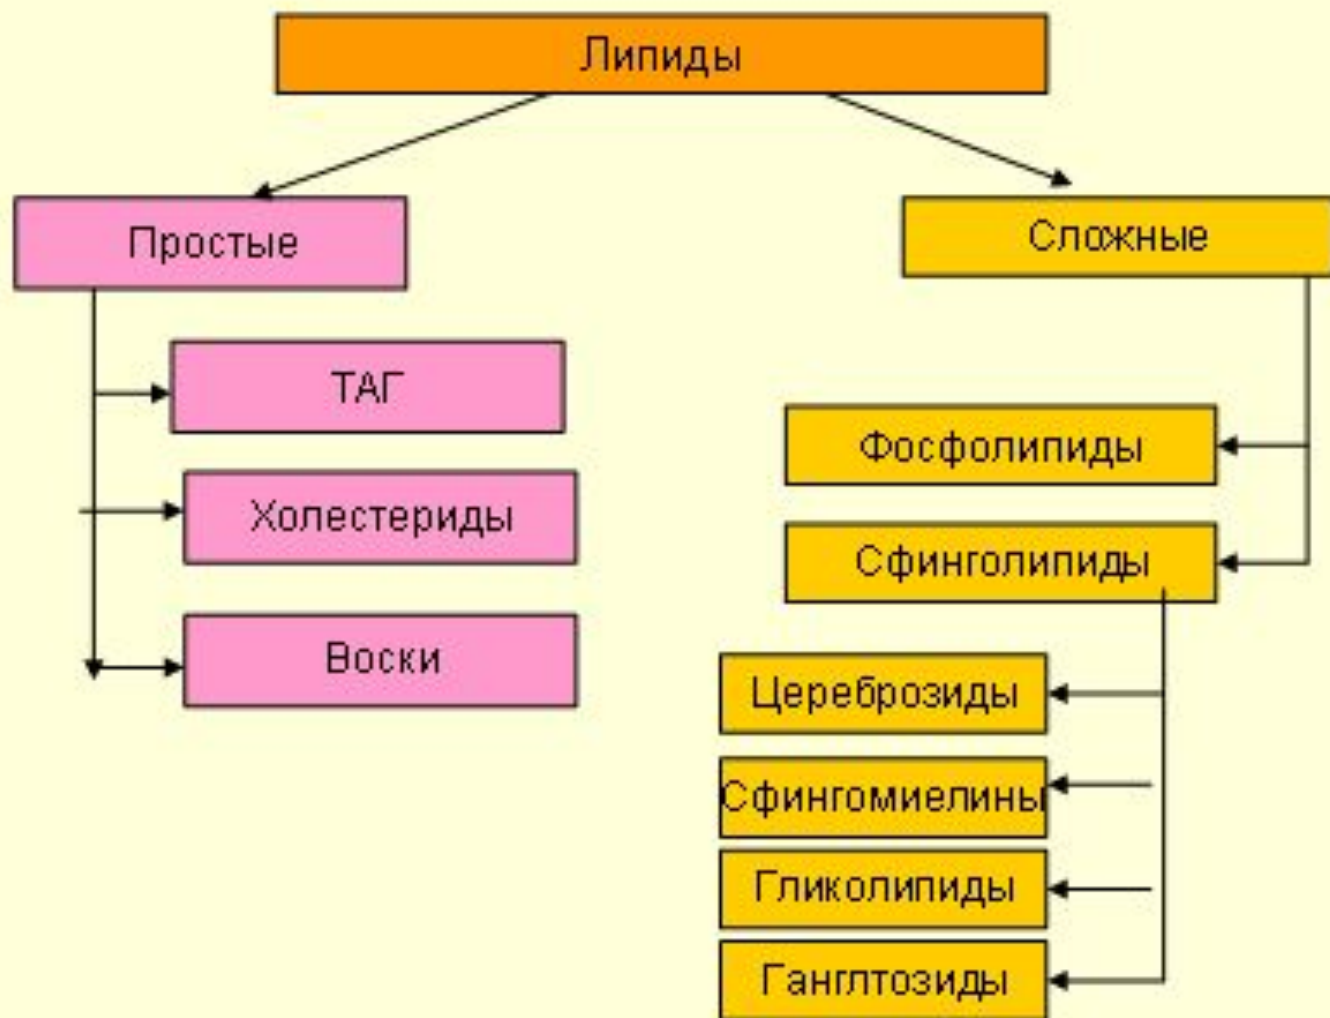 Липиды
Простые
Сложные
ТАГ
Холестериды
Воски
Фосфолипиды
Сфинголипиды
Цереброзиды
Сфингомиелины
Гликолипиды
Ганглтозиды